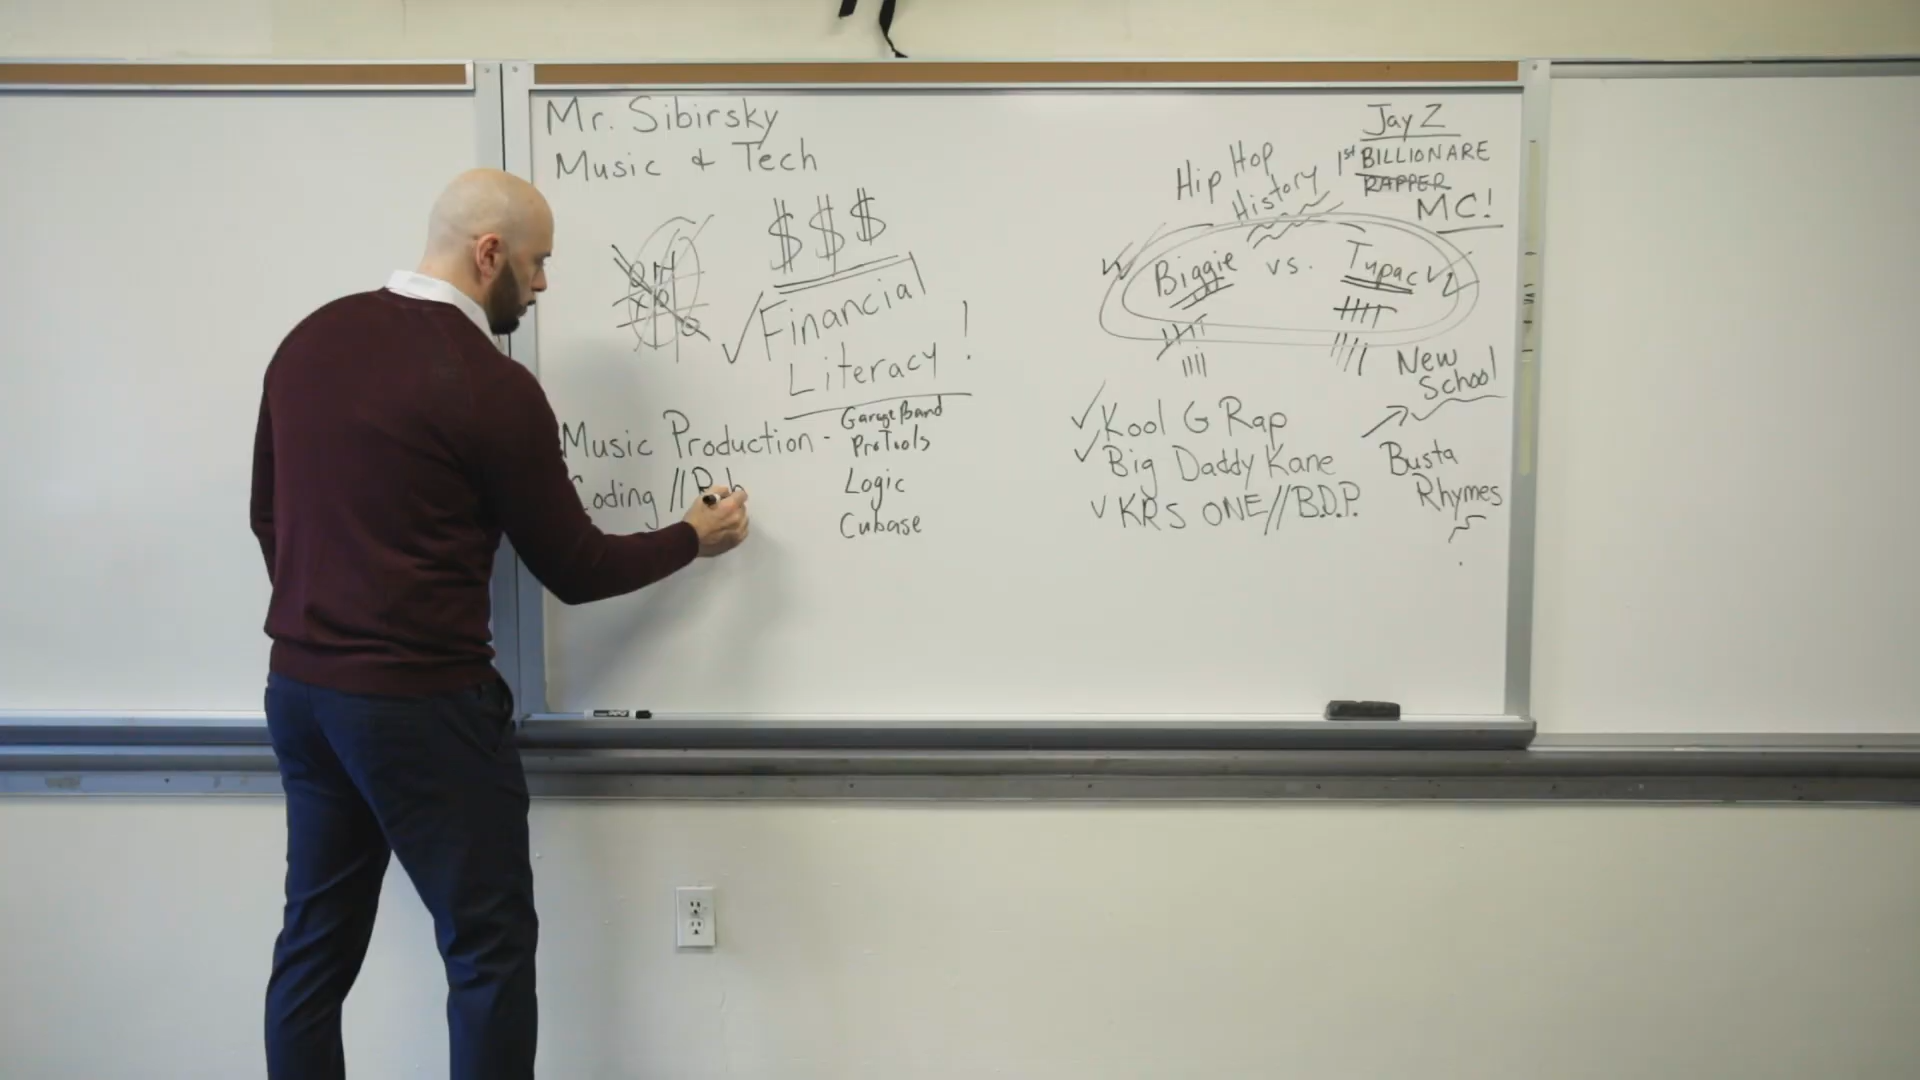 Mr. Sibirsky
Music & Tech
$$$
Financial
Literacy!
Music Production - GarageBand
ProTools
Logic
Cubase
Coding //
Hip Hop
History
Jay Z
1st BILLIONARE
RAPPER
MC!
Biggie vs. Tupac
New
School
Kool G Rap
Big Daddy Kane
KRS ONE//B.D.P.
Busta
Rhymes